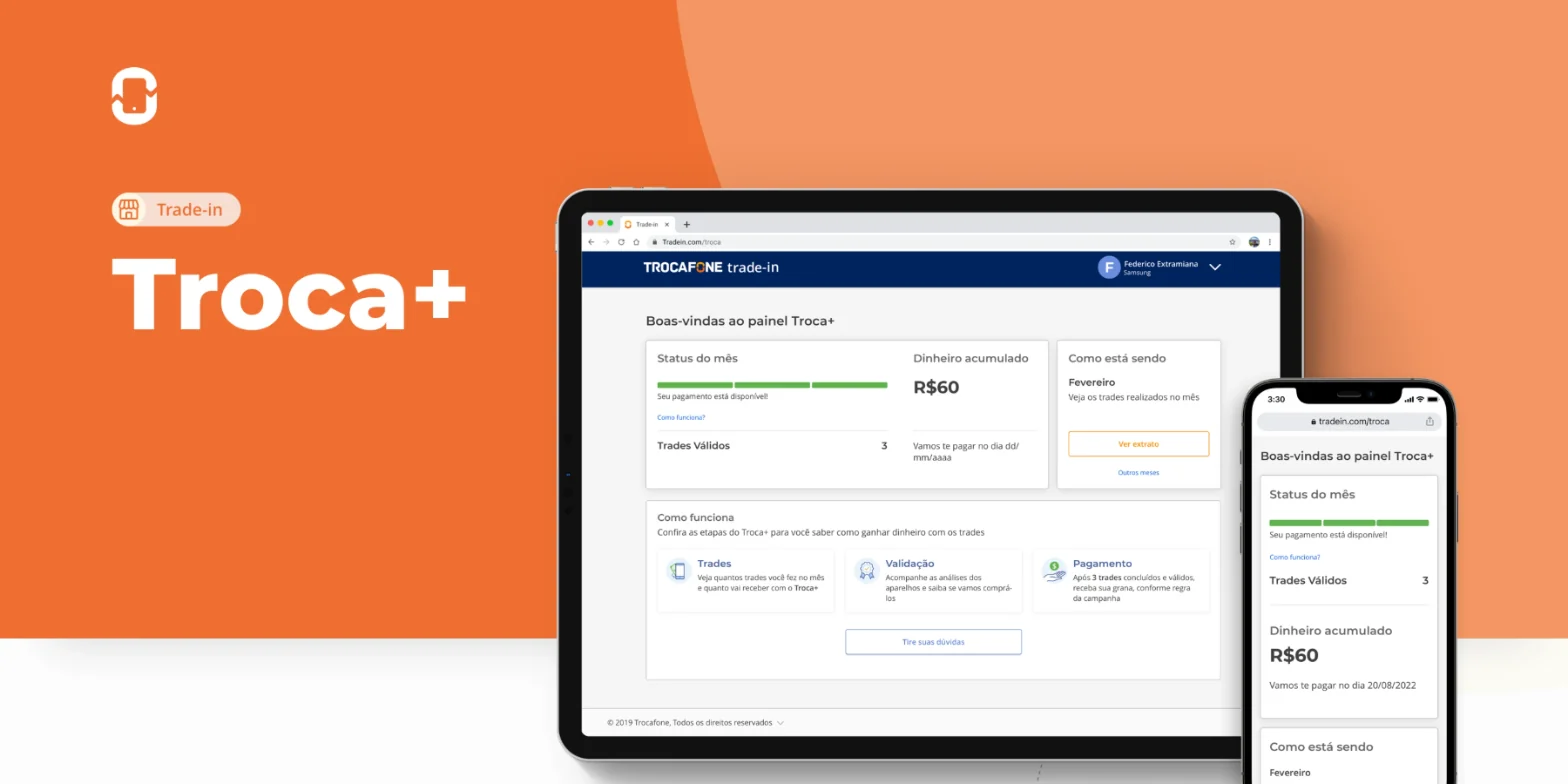 Trade-in
Troca+
Trade-in
Tradein.com/troca
TROCAFONE trade-in
F
Federico Extramiana
Samsung
Boas-vindas ao painel Troca+
Status do mês
Seu pagamento está disponível!
Como funciona?
Trades Válidos 3
Dinheiro acumulado
R$60
Vamos te pagar no dia dd/
mm/aaaa
Como está sendo
Fevereiro
Veja os trades realizados no mês
Ver extrato
Outros meses
Como funciona
Confira as etapas do Troca+ para você saber como ganhar dinheiro com os trades
Trades
Veja quantos trades você fez no mês
e quanto vai receber com o Troca+
Validação
Acompanhe as análises dos
aparelhos e saiba se vamos comprá-
los
Pagamento
Após 3 trades concluídos e válidos,
receba sua grana, conforme regra
da campanha
Tire suas dúvidas
© 2019 Trocafone, Todos os direitos reservados
3:30
tradein.com/troca
Boas-vindas ao painel Troca+
Status do mês
Seu pagamento está disponível!
Como funciona?
Trades Válidos 3
Dinheiro acumulado
R$60
Vamos te pagar no dia 20/08/2022
Como está sendo
Fevereiro